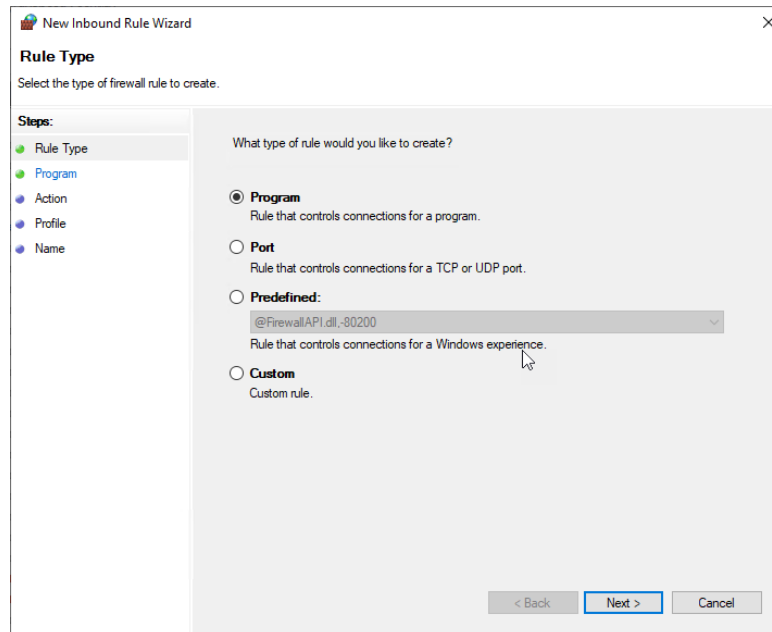 New Inbound Rule Wizard
Rule Type
Select the type of firewall rule to create.
Steps:
Rule Type
Program
Action
Profile
Name
What type of rule would you like to create?
Program
Rule that controls connections for a program.
Port
Rule that controls connections for a TCP or UDP port.
Predefined:
@FirewallAPI.dll,-80200
Rule that controls connections for a Windows experience.
Custom
Custom rule.
< Back
Next >
Cancel